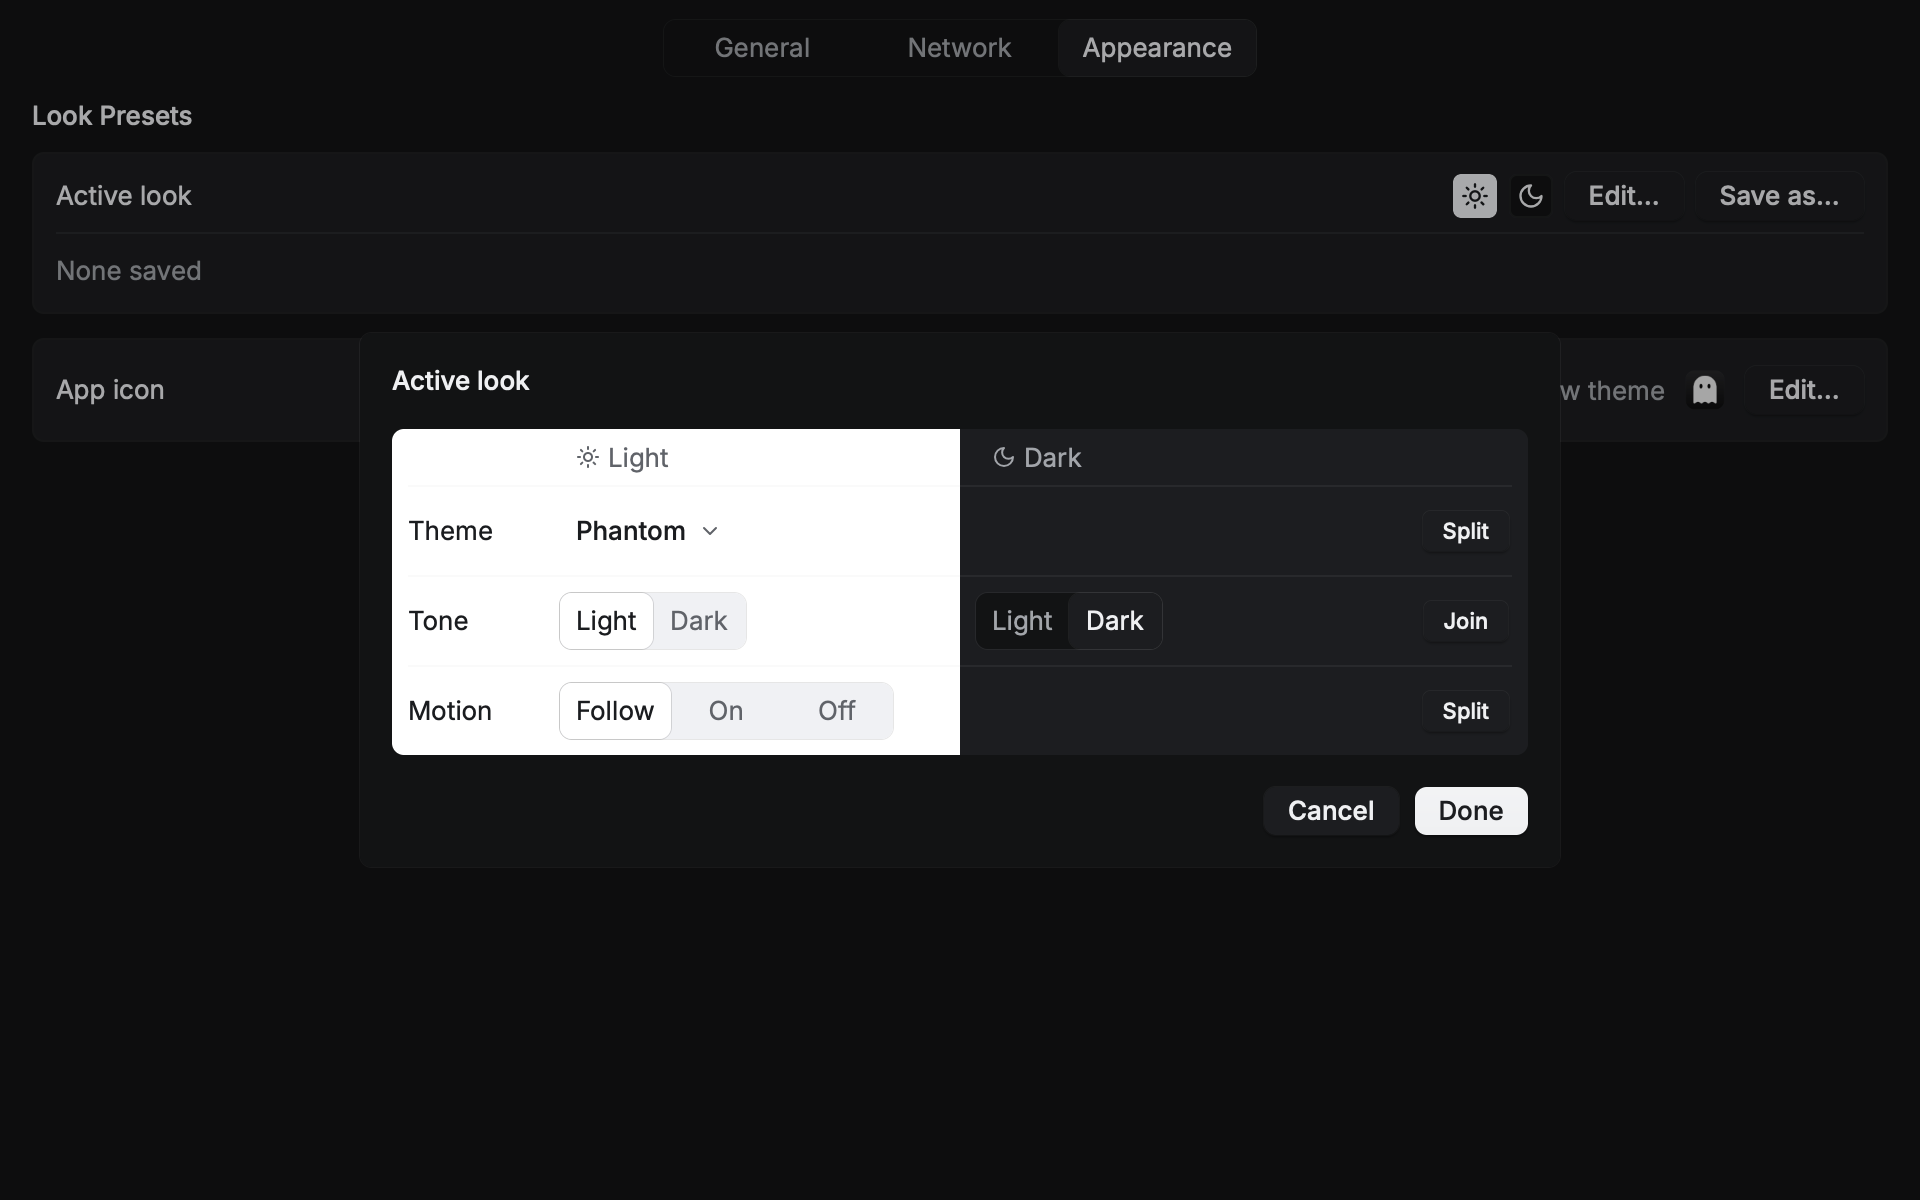 General Network Appearance
Look Presets
Active look Edit... Save as...
None saved
App icon w theme Edit...
Active look
Light Dark
Theme Phantom Split
Tone Light Dark Light Dark Join
Motion Follow On Off Split
Cancel Done